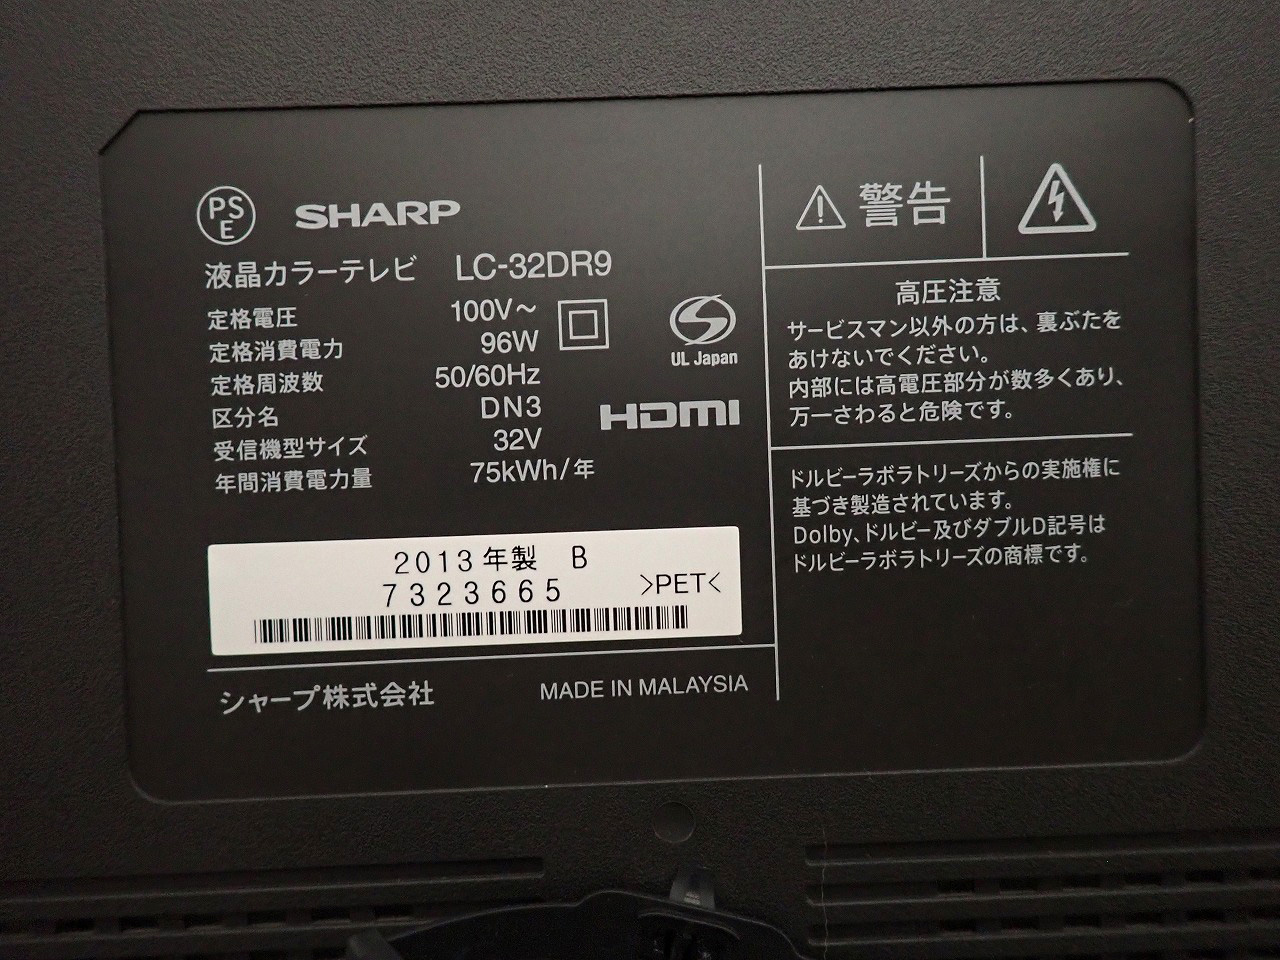 PS
E
SHARP
液晶カラーテレビ LC-32DR9
定格電圧 100V～
定格消費電力 96W
定格周波数 50/60Hz
区分名 DN3
受信機型サイズ 32V
年間消費電力量 75kWh/年
UL Japan
HDMI
2013年製 B
7323665
>PET<
シャープ株式会社
MADE IN MALAYSIA
警告
高圧注意
サービスマン以外の方は、裏ぶたを
あけないでください。
内部には高電圧部分が数多くあり、
万一さわると危険です。
ドルビーラボラトリーズからの実施権に
基づき製造されています。
Dolby、ドルビー及びダブルD記号は
ドルビーラボラトリーズの商標です。